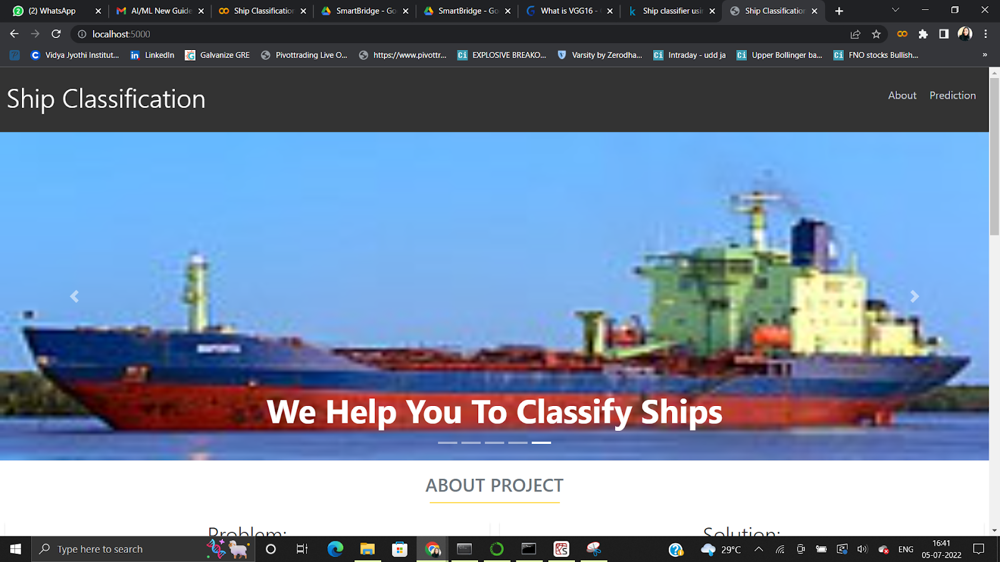 (2) WhatsApp
AI/ML New Guide
Ship Classification
SmartBridge - Go
SmartBridge - Go
What is VGG16 -
Ship classifier usin
Ship Classification
localhost:5000
Vidya Jyothi Institut...
LinkedIn
Galvanize GRE
Pivottrading Live O...
https://www.pivottr...
EXPLOSIVE BREAKO...
Varsity by Zerodha...
Intraday - udd ja
Upper Bollinger ba...
FNO stocks Bullish...
»
Ship Classification
About
Prediction
We Help You To Classify Ships
ABOUT PROJECT
Problem:
Solution:
Type here to search
29°C
ENG
16:41
05-07-2022